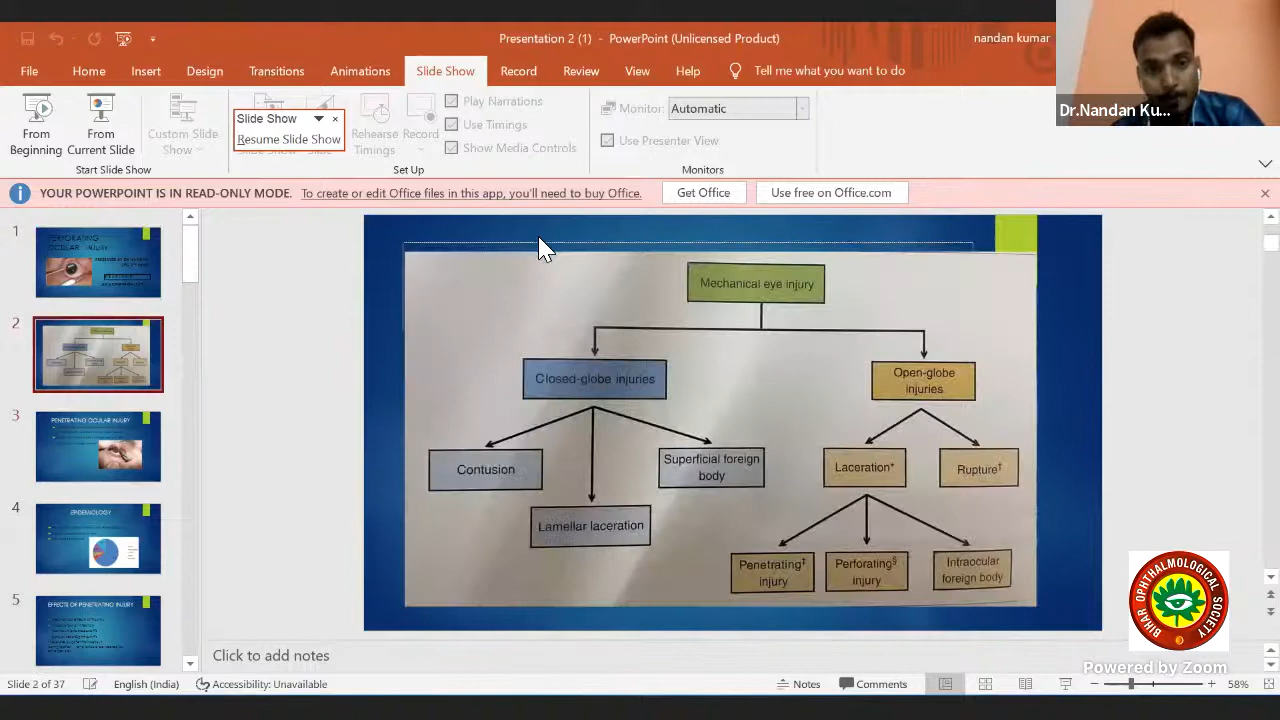 Presentation 2 (1) - PowerPoint (Unlicensed Product)
nandan kumar
File Home Insert Design Transitions Animations Slide Show Record Review View Help Tell me what you want to do
From Beginning
From Current Slide
Custom Slide Show
Slide Show
Resume Slide Show
Rehearse Timings
Record
Play Narrations
Use Timings
Show Media Controls
Monitor: Automatic
Use Presenter View
Start Slide Show
Set Up
Monitors
Dr.Nandan Ku...
YOUR POWERPOINT IS IN READ-ONLY MODE. To create or edit Office files in this app, you'll need to buy Office. Get Office Use free on Office.com
1
PERFORATING
OCULAR INJURY
2
3
PENETRATING OCULAR INJURY
4
EPIDEMIOLOGY
5
EFFECTS OF PENETRATING INJURY
Mechanical eye injury
Closed-globe injuries
Open-globe
injuries
Contusion
Superficial foreign
body
Laceration*
Rupture†
Lamellar laceration
Penetrating‡
injury
Perforating§
injury
Intraocular
foreign body
BIHAR OPHTHALMOLOGICAL SOCIETY
Powered by Zoom
Click to add notes
Slide 2 of 37 English (India) Accessibility: Unavailable Notes Comments 58%